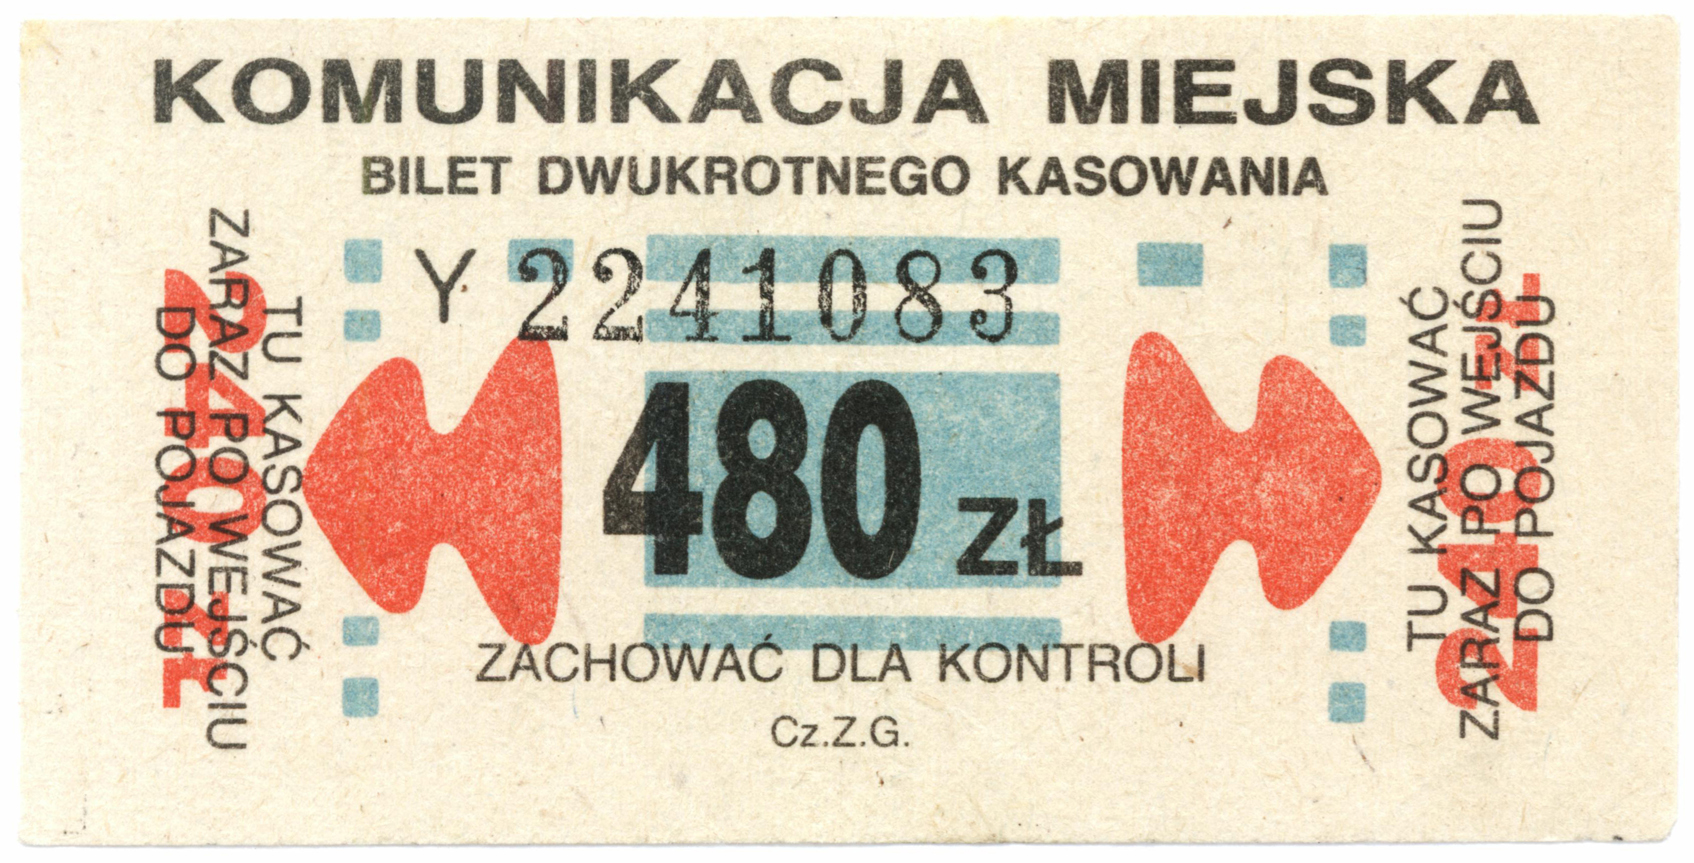 KOMUNIKACJA MIEJSKA
BILET DWUKROTNEGO KASOWANIA
Y 2241083
480 ZŁ
ZACHOWAĆ DLA KONTROLI
Cz.Z.G.
TU KASOWAĆ
ZARAZ PO WEJŚCIU
DO POJAZDU
240 zł
TU KASOWAĆ
ZARAZ PO WEJŚCIU
DO POJAZDU
240 zł